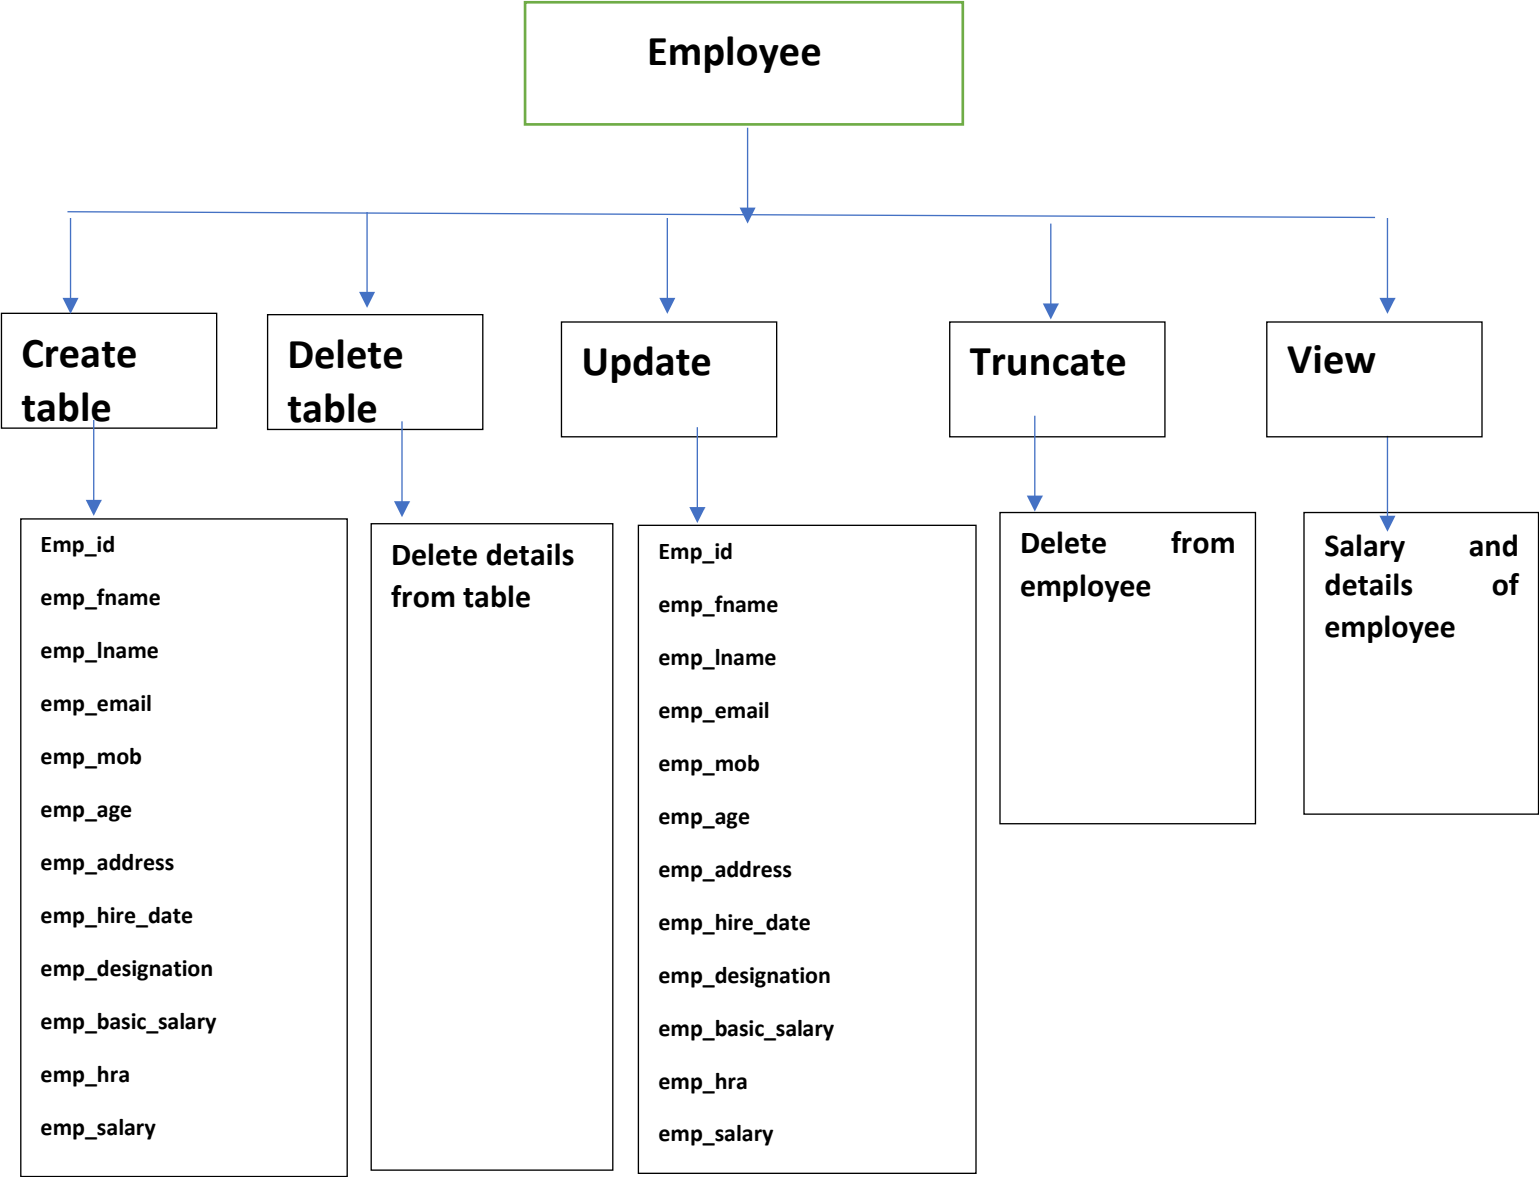 Employee
Create
table
Delete
table
Update
Truncate
View
Emp_id
emp_fname
emp_lname
emp_email
emp_mob
emp_age
emp_address
emp_hire_date
emp_designation
emp_basic_salary
emp_hra
emp_salary
Delete details
from table
Emp_id
emp_fname
emp_lname
emp_email
emp_mob
emp_age
emp_address
emp_hire_date
emp_designation
emp_basic_salary
emp_hra
emp_salary
Delete from
employee
Salary and
details of
employee